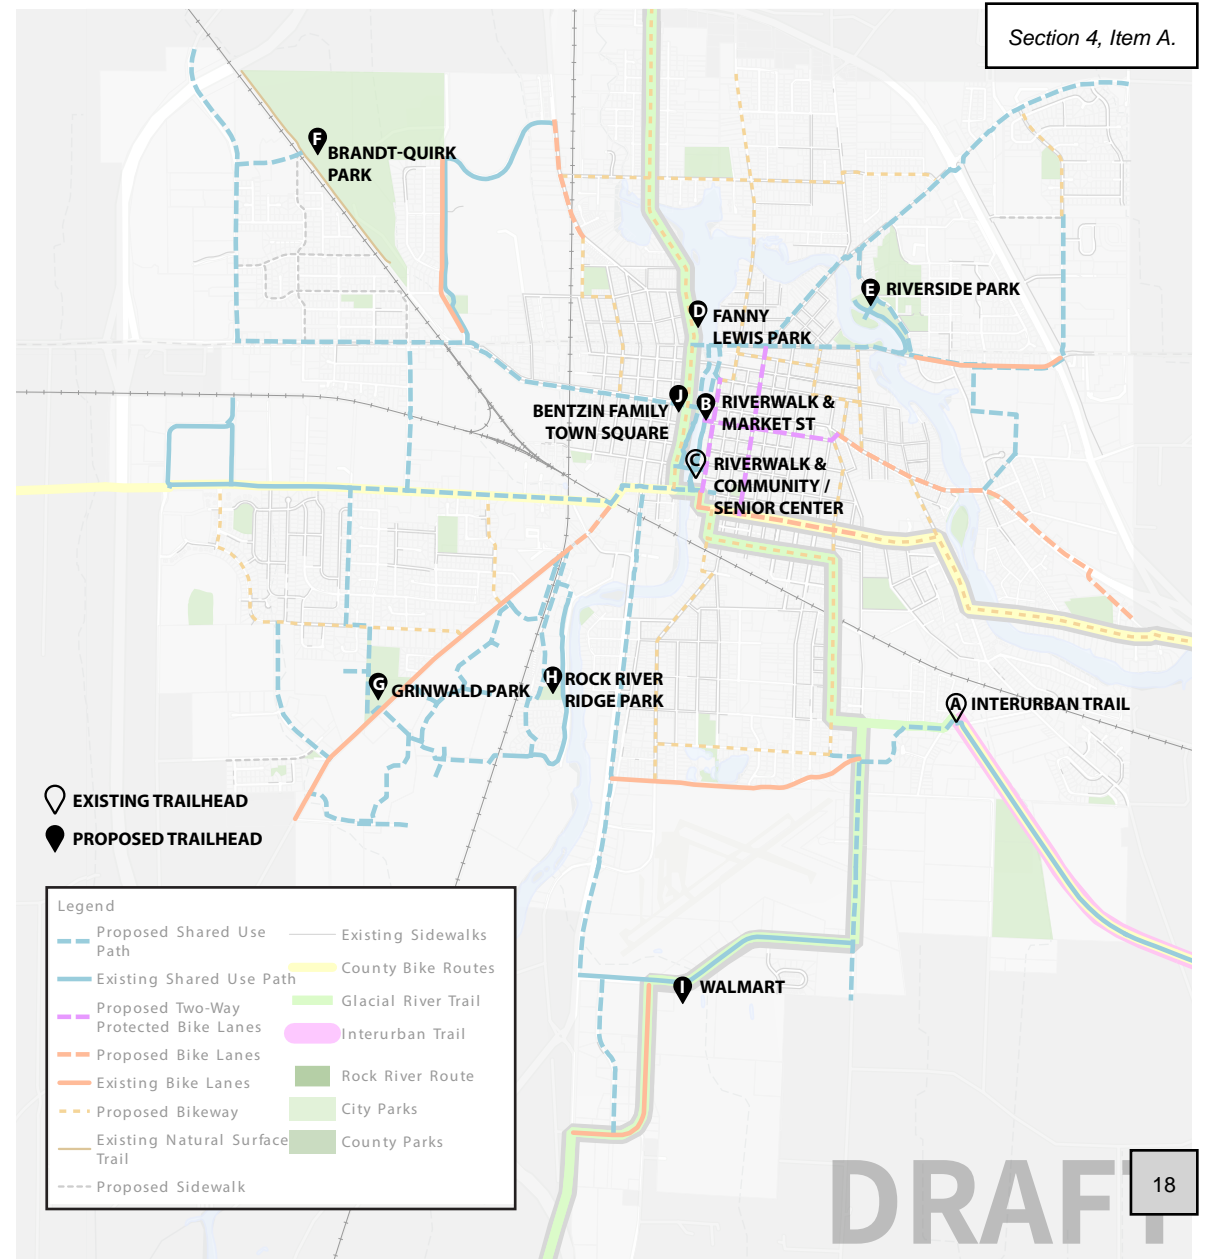 Section 4, Item A.
F
BRANDT-QUIRK
PARK
E
RIVERSIDE PARK
D
FANNY
LEWIS PARK
J
BENTZIN FAMILY
TOWN SQUARE
B
RIVERWALK &
MARKET ST
C
RIVERWALK &
COMMUNITY /
SENIOR CENTER
G
GRINWALD PARK
H
ROCK RIVER
RIDGE PARK
A
INTERURBAN TRAIL
EXISTING TRAILHEAD
PROPOSED TRAILHEAD
I
WALMART
Legend
Proposed Shared Use
Path
Existing Shared Use Path
Proposed Two-Way
Protected Bike Lanes
Proposed Bike Lanes
Existing Bike Lanes
Proposed Bikeway
Existing Natural Surface
Trail
Proposed Sidewalk
Existing Sidewalks
County Bike Routes
Glacial River Trail
Interurban Trail
Rock River Route
City Parks
County Parks
DRAFT
18